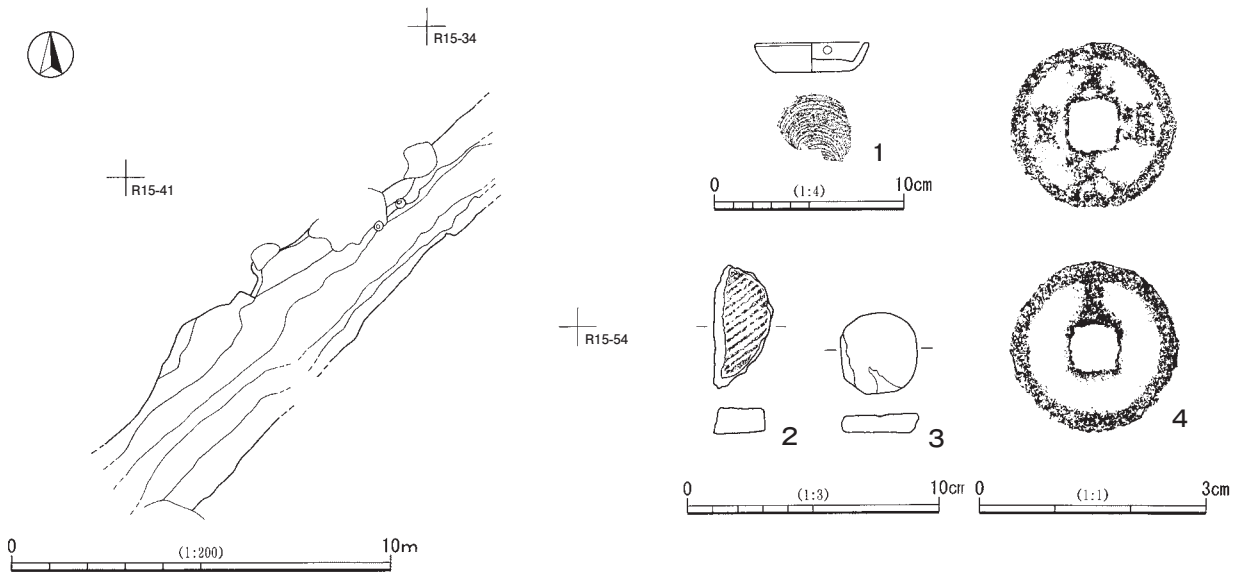 R15-34
R15-41
R15-54
0 (1:200) 10m
1
0 (1:4) 10cm
2
3
4
0 (1:3) 10cm
0 (1:1) 3cm